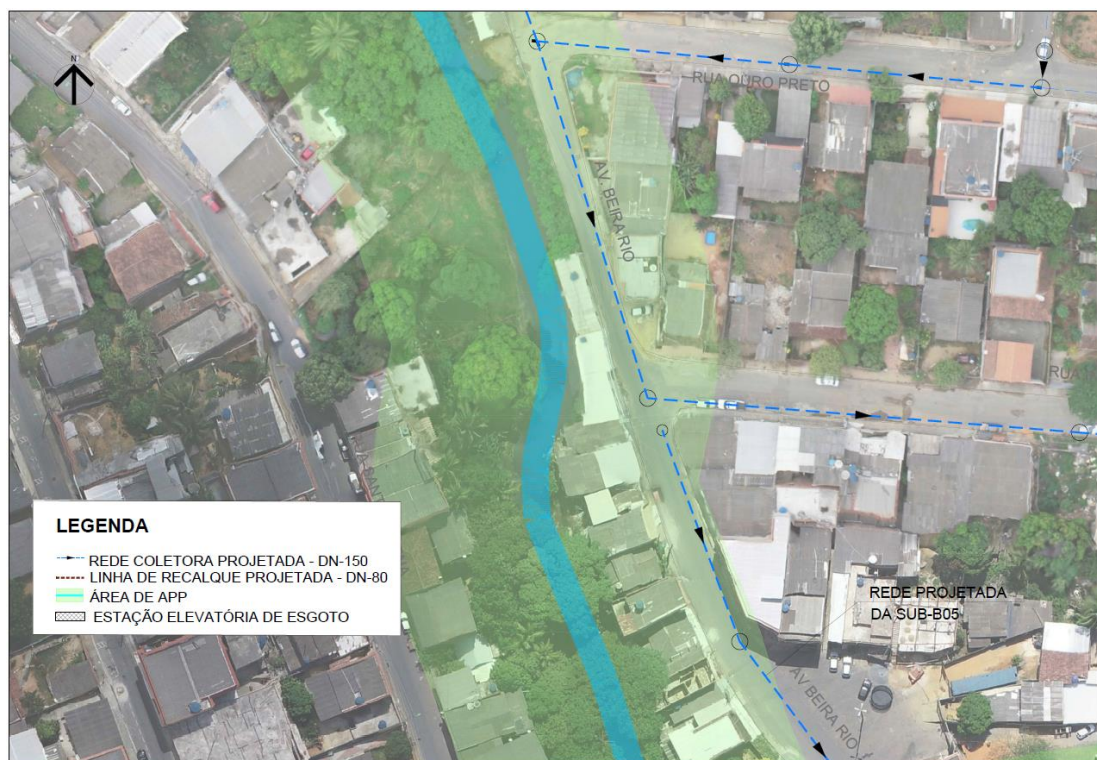 N
RUA OURO PRETO
AV. BEIRA RIO
RUA
LEGENDA
REDE COLETORA PROJETADA - DN-150
LINHA DE RECALQUE PROJETADA - DN-80
ÁREA DE APP
ESTAÇÃO ELEVATÓRIA DE ESGOTO
REDE PROJETADA
DA SUB-B05
AV BEIRA RIO